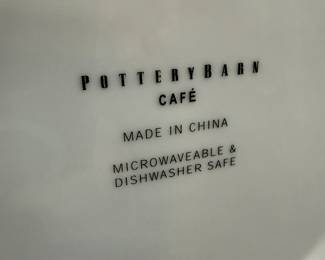 POTTERYBARN
CAFÉ
MADE IN CHINA
MICROWAVEABLE &
DISHWASHER SAFE